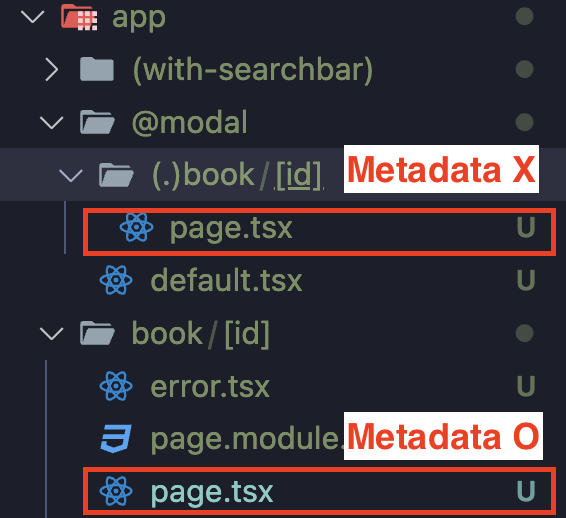 app
(with-searchbar)
@modal
(.)book/[id] Metadata X
page.tsx U
default.tsx U
book/[id]
error.tsx U
page.module. Metadata O
page.tsx U